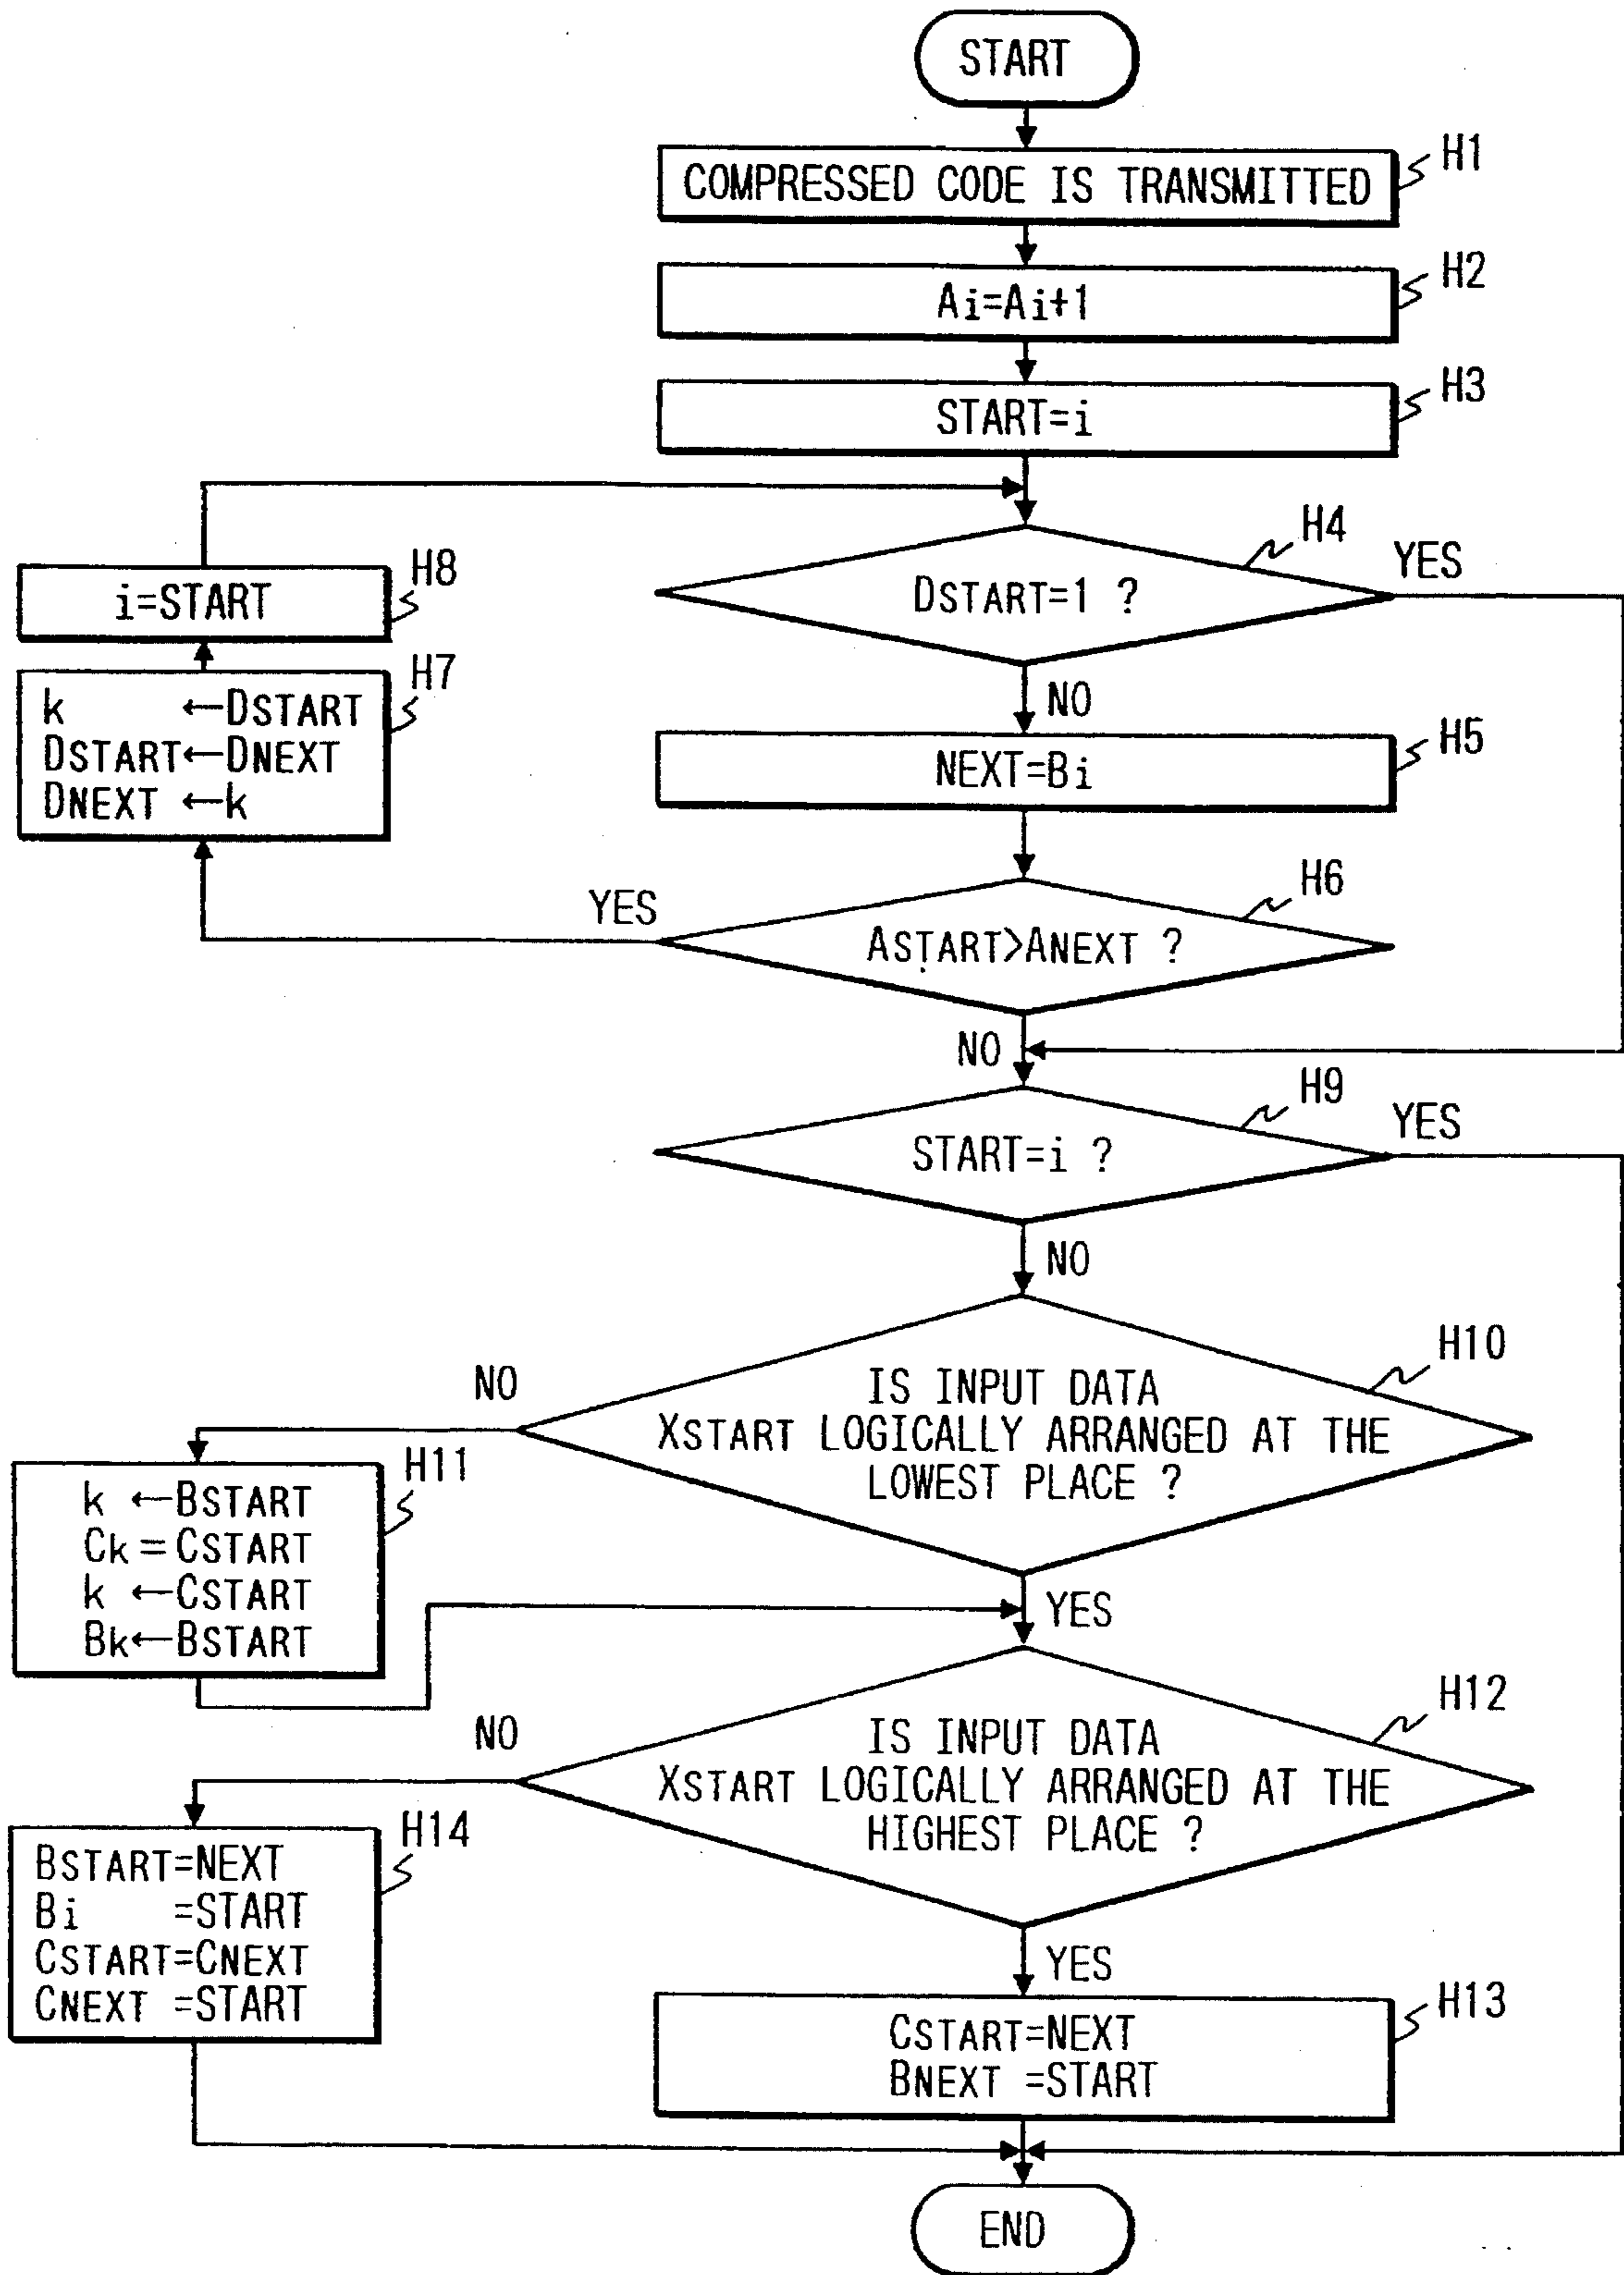 START
COMPRESSED CODE IS TRANSMITTED
H1
Ai=Ai+1
H2
START=i
H3
DSTART=1 ?
H4
YES
NO
i=START
H8
k ←DSTART
DSTART←DNEXT
DNEXT ←k
H7
NEXT=Bi
H5
YES
ASTART>ANEXT ?
H6
NO
START=i ?
H9
YES
NO
IS INPUT DATA
XSTART LOGICALLY ARRANGED AT THE
LOWEST PLACE ?
H10
NO
k ←BSTART
Ck=CSTART
k ←CSTART
Bk←BSTART
H11
YES
IS INPUT DATA
XSTART LOGICALLY ARRANGED AT THE
HIGHEST PLACE ?
H12
NO
BSTART=NEXT
Bi =START
CSTART=CNEXT
CNEXT =START
H14
YES
CSTART=NEXT
BNEXT =START
H13
END